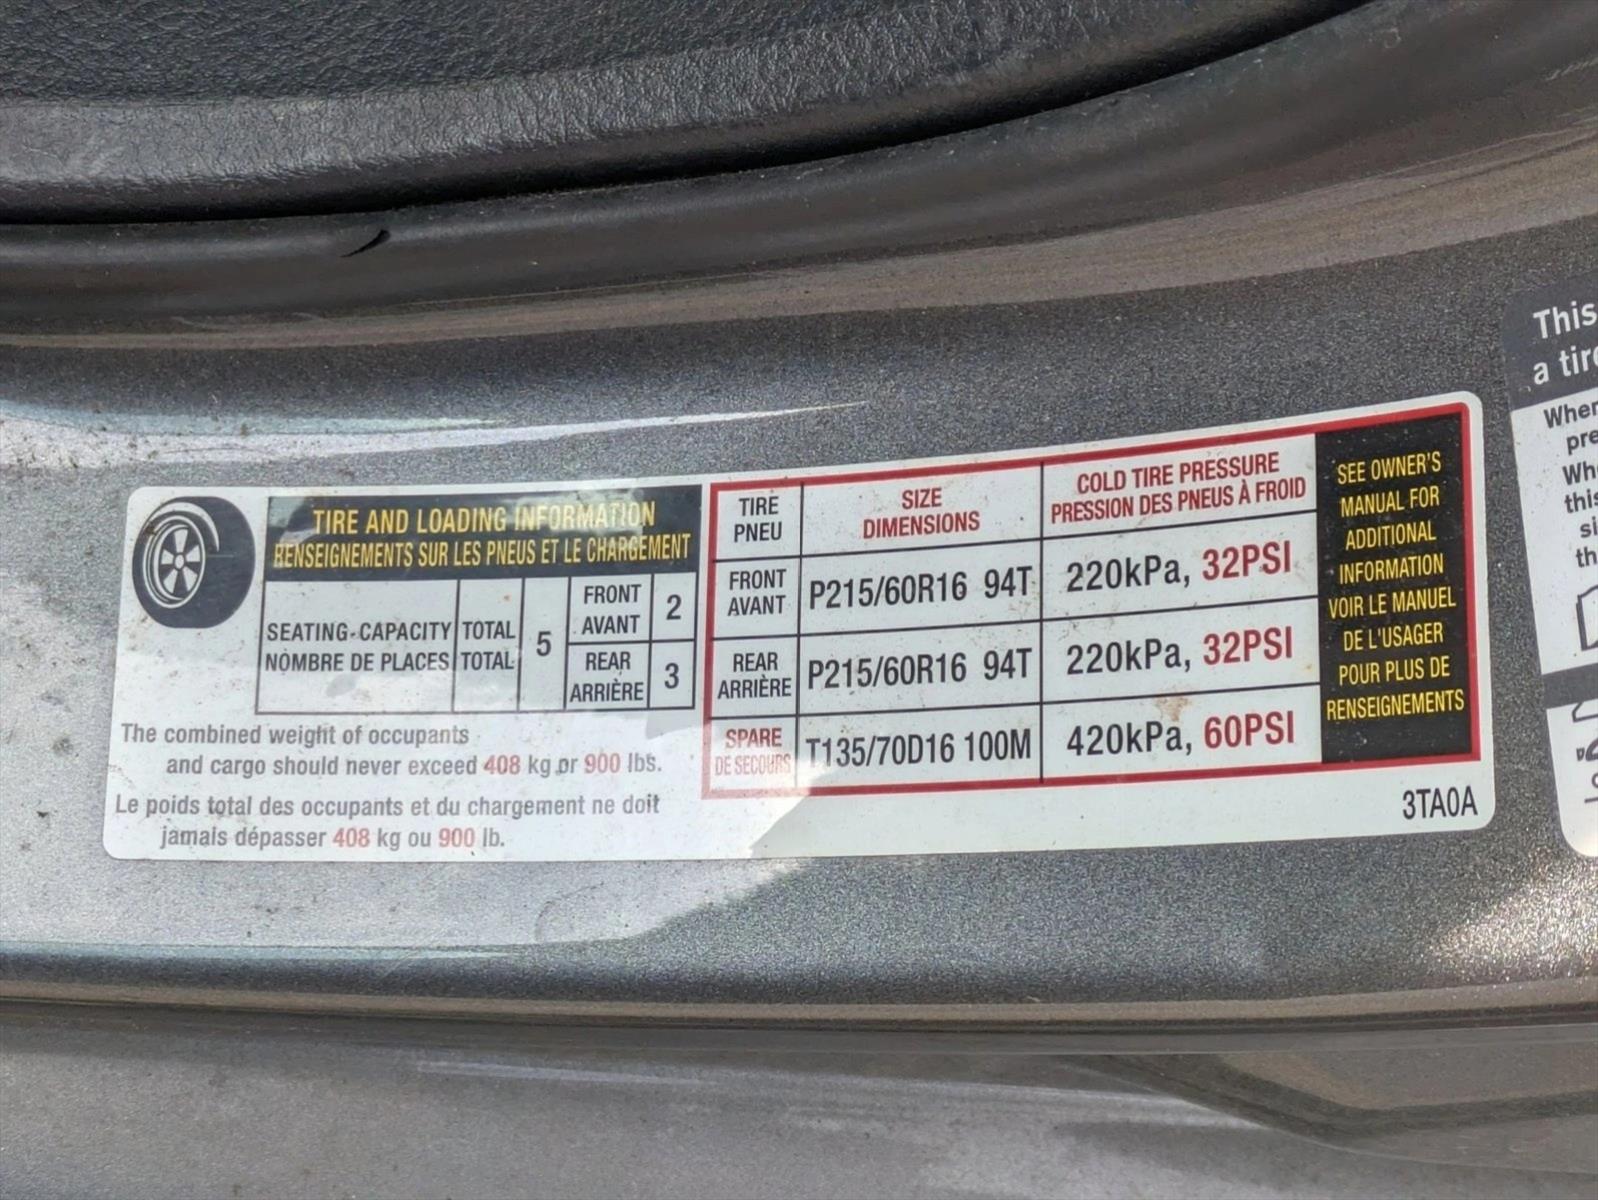 TIRE AND LOADING INFORMATION
RENSEIGNEMENTS SUR LES PNEUS ET LE CHARGEMENT
SEATING-CAPACITY
NOMBRE DE PLACES
TOTAL
TOTAL
5
FRONT
AVANT
2
REAR
ARRIÈRE
3
The combined weight of occupants
and cargo should never exceed 408 kg or 900 lbs.
Le poids total des occupants et du chargement ne doit
jamais dépasser 408 kg ou 900 lb.
TIRE
PNEU
SIZE
DIMENSIONS
COLD TIRE PRESSURE
PRESSION DES PNEUS À FROID
FRONT
AVANT
P215/60R16 94T
220kPa, 32PSI
REAR
ARRIÈRE
P215/60R16 94T
220kPa, 32PSI
SPARE
DE SECOURS
T135/70D16 100M
420kPa, 60PSI
SEE OWNER'S
MANUAL FOR
ADDITIONAL
INFORMATION
VOIR LE MANUEL
DE L'USAGER
POUR PLUS DE
RENSEIGNEMENTS
3TA0A
This
a